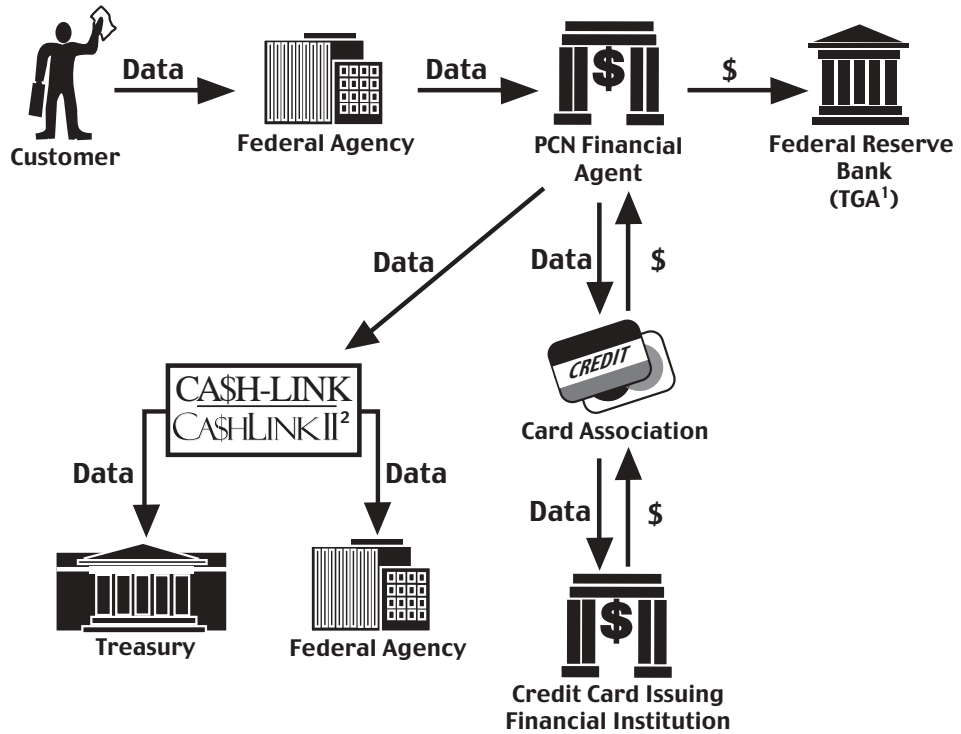 Data
Data
$
$
Customer
Federal Agency
PCN Financial
Agent
Federal Reserve
Bank
(TGA¹)
Data
Data
$
CREDIT
CA$H-LINK
CA$HLINK II²
Card Association
Data
Data
Data
$
$
Treasury
Federal Agency
Credit Card Issuing
Financial Institution